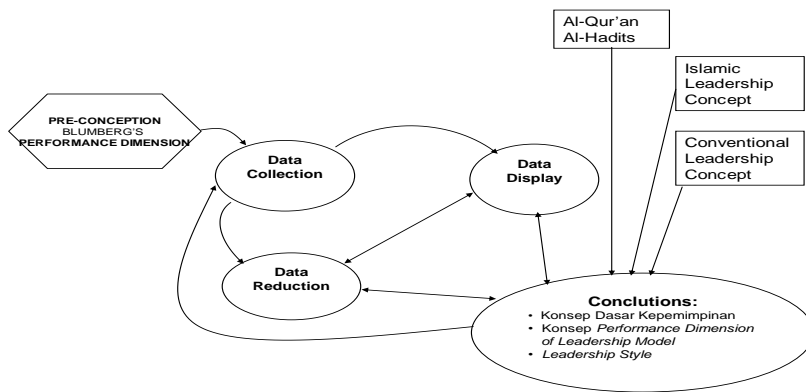 Al-Qur'an
Al-Hadits
Islamic
Leadership
Concept
PRE-CONCEPTION
BLUMBERG'S
PERFORMANCE DIMENSION
Conventional
Leadership
Concept
Data
Collection
Data
Display
Data
Reduction
Conclutions:
• Konsep Dasar Kepemimpinan
• Konsep Performance Dimension
of Leadership Model
• Leadership Style